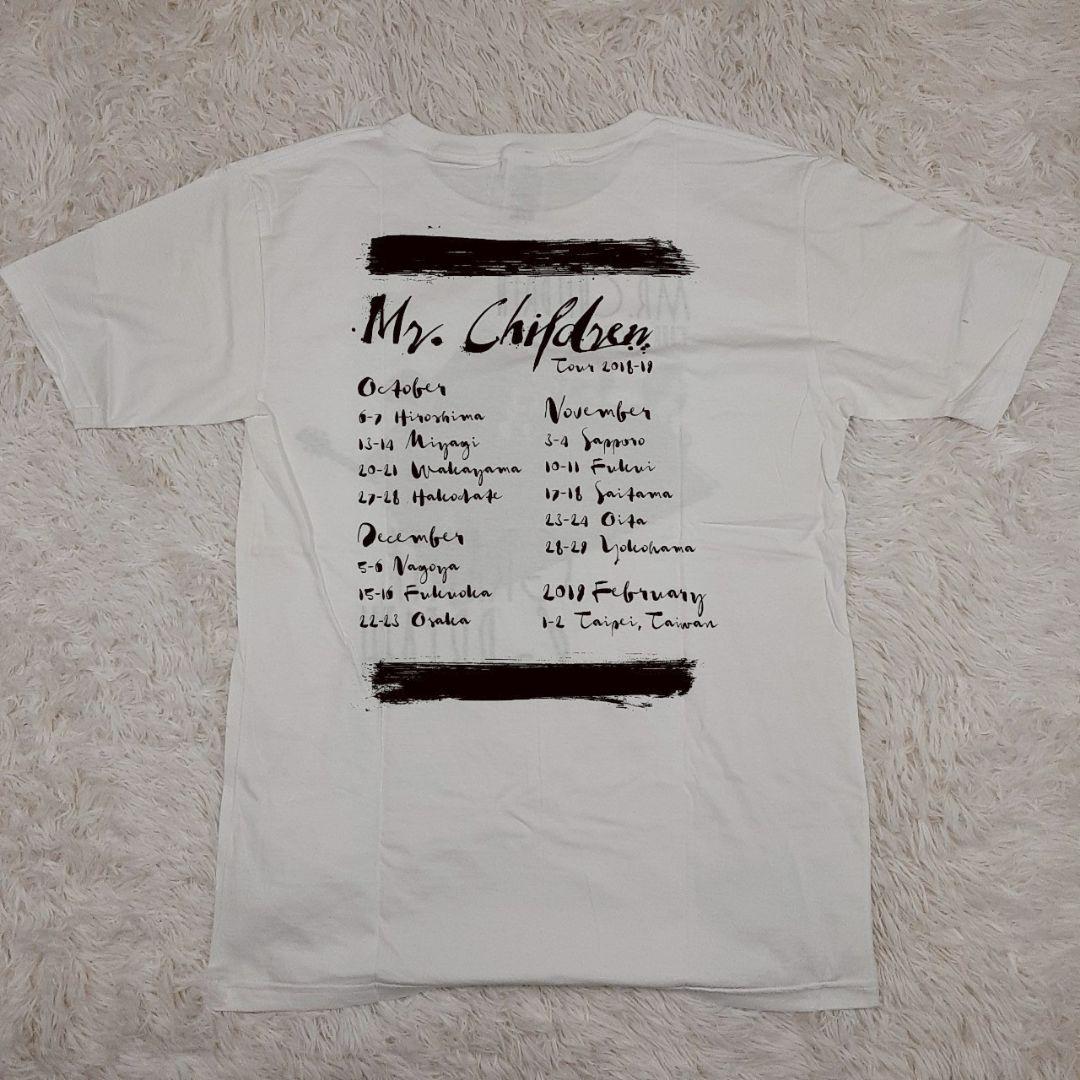 Mr. Children
Tour 2018-19
October
6-7 Hiroshima
13-14 Miyagi
20-21 Wakayama
27-28 Hakodate
December
5-6 Nagoya
15-16 Fukuoka
22-23 Osaka
November
3-4 Sapporo
10-11 Fukui
17-18 Saitama
23-24 Oita
28-29 Yokohama
2019 February
1-2 Taipei, Taiwan